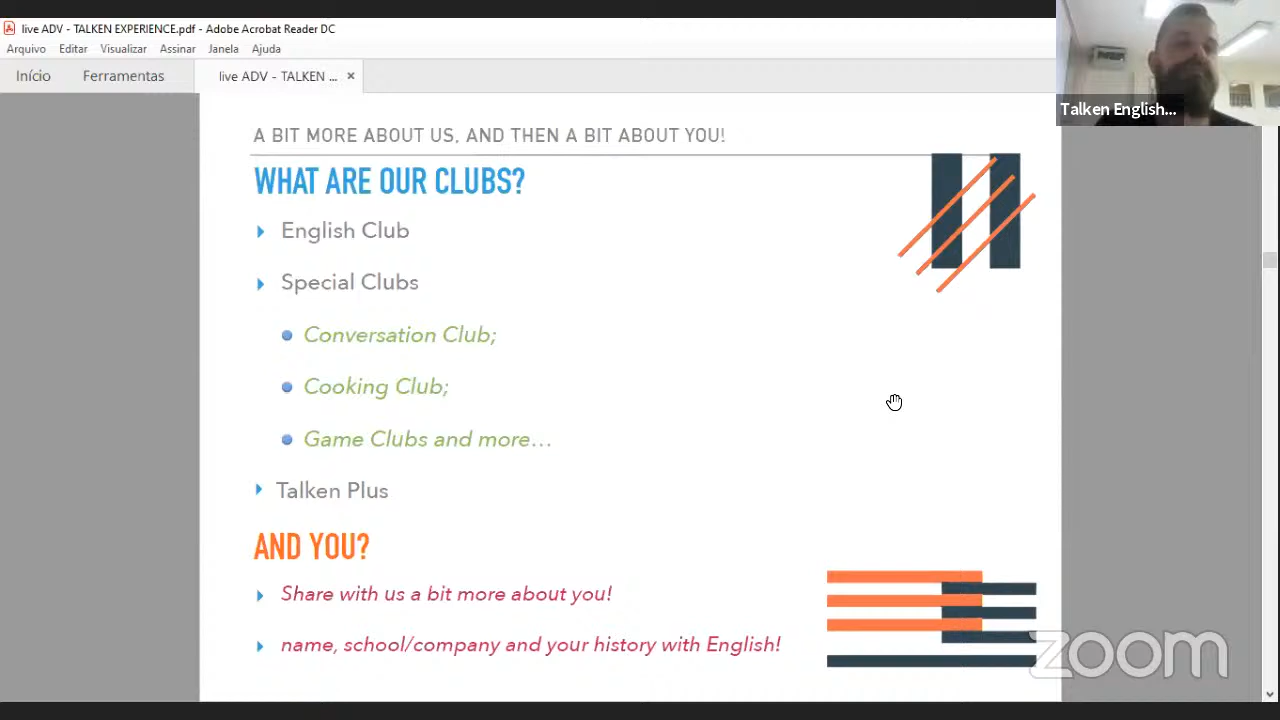 live ADV - TALKEN EXPERIENCE.pdf - Adobe Acrobat Reader DC
Arquivo Editar Visualizar Assinar Janela Ajuda
Início Ferramentas live ADV - TALKEN ... ×
Talken English...
A BIT MORE ABOUT US, AND THEN A BIT ABOUT YOU!
WHAT ARE OUR CLUBS?
English Club
Special Clubs
Conversation Club;
Cooking Club;
Game Clubs and more...
Talken Plus
AND YOU?
Share with us a bit more about you!
name, school/company and your history with English!
zoom